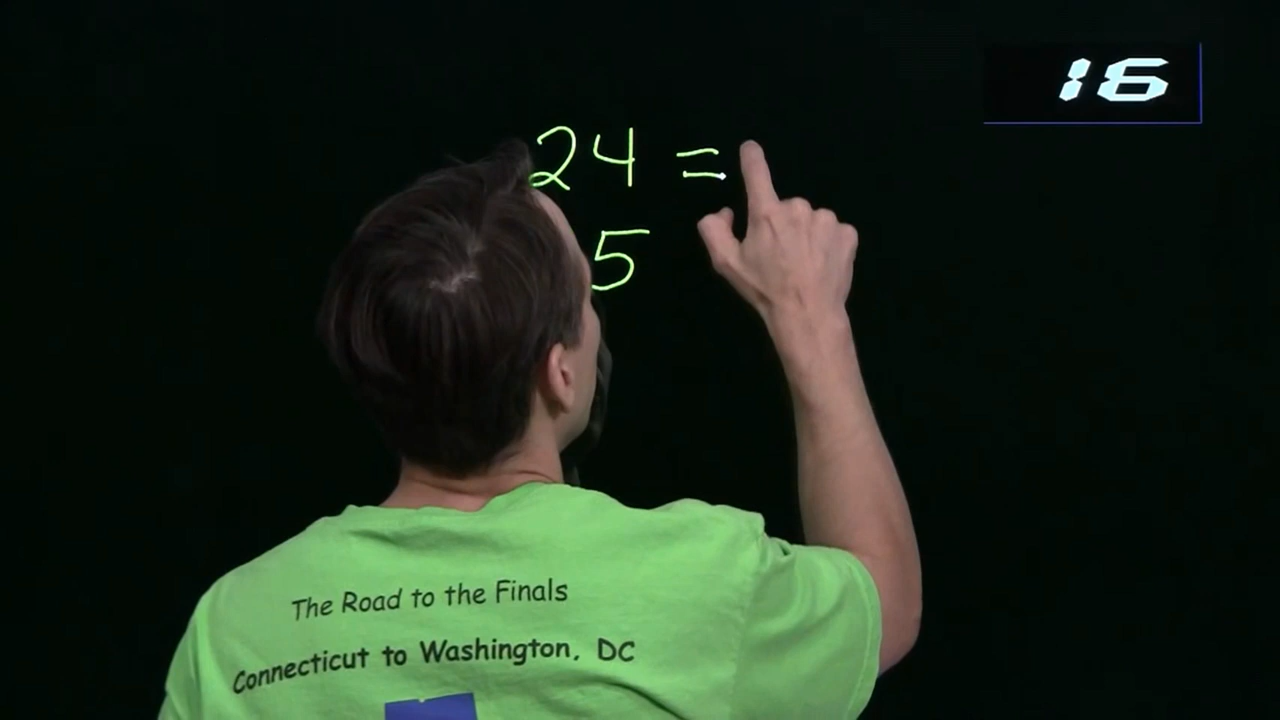 16
24 =
5
The Road to the Finals
Connecticut to Washington, DC